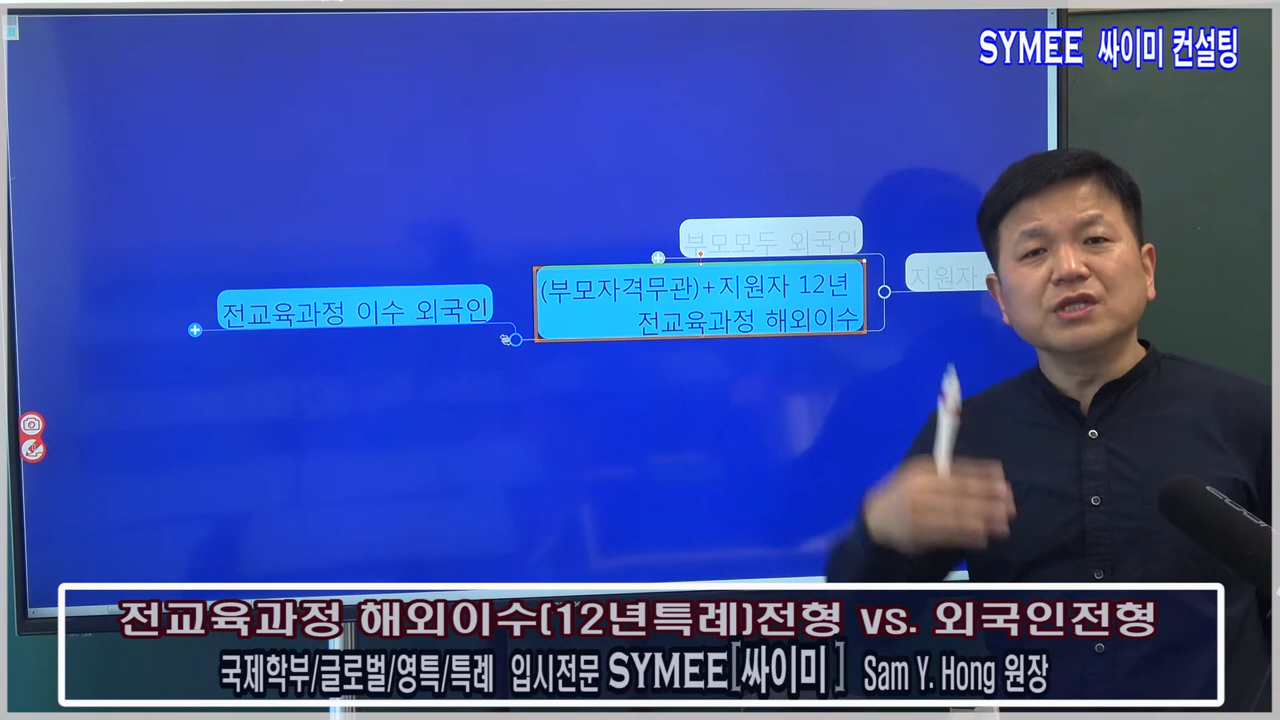 SYMEE 싸이미 컨설팅
부모모두 외국인
지원자
전교육과정 이수 외국인
(부모자격무관)+지원자 12년
전교육과정 해외이수
전교육과정 해외이수(12년특례)전형 vs. 외국인전형
국제학부/글로벌/영특/특례 입시전문 SYMEE[싸이미] Sam Y. Hong 원장